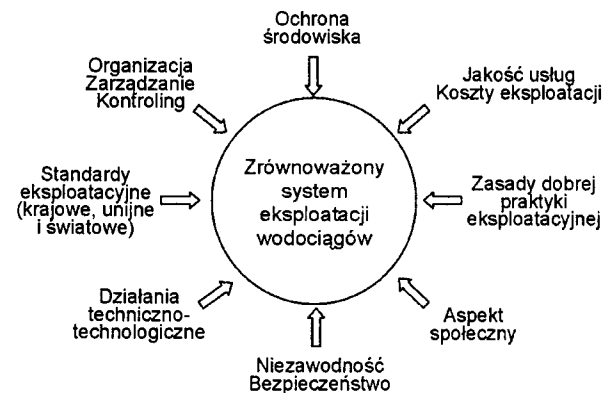 Ochrona
środowiska
Organizacja
Zarządzanie
Kontroling
Jakość usług
Koszty eksploatacji
Standardy
eksploatacyjne
(krajowe, unijne
i światowe)
Zrównoważony
system
eksploatacji
wodociągów
Zasady dobrej
praktyki
eksploatacyjnej
Działania
techniczno-
technologiczne
Aspekt
społeczny
Niezawodność
Bezpieczeństwo